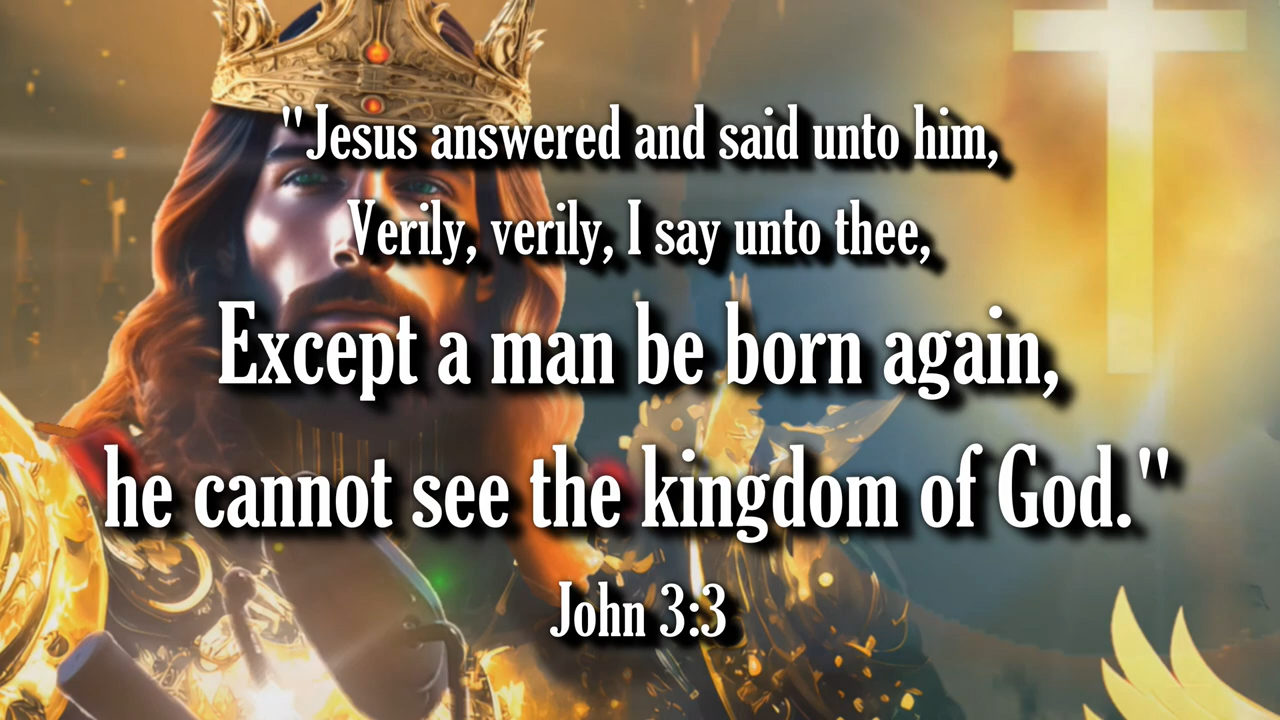 "Jesus answered and said unto him,
Verily, verily, I say unto thee,
Except a man be born again,
he cannot see the kingdom of God."
John 3:3